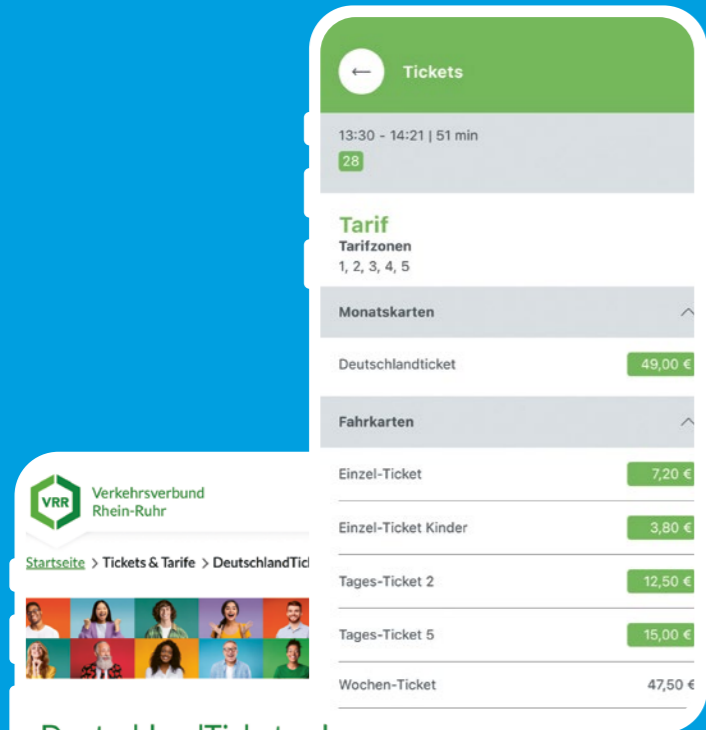 Tickets
13:30 - 14:21 | 51 min
28
Tarif
Tarifzonen
1, 2, 3, 4, 5
Monatskarten
Deutschlandticket 49,00 €
Fahrkarten
Einzel-Ticket 7,20 €
Einzel-Ticket Kinder 3,80 €
Tages-Ticket 2 12,50 €
Tages-Ticket 5 15,00 €
Wochen-Ticket 47,50 €
VRR
Verkehrsverbund
Rhein-Ruhr
Startseite > Tickets & Tarife > DeutschlandTic